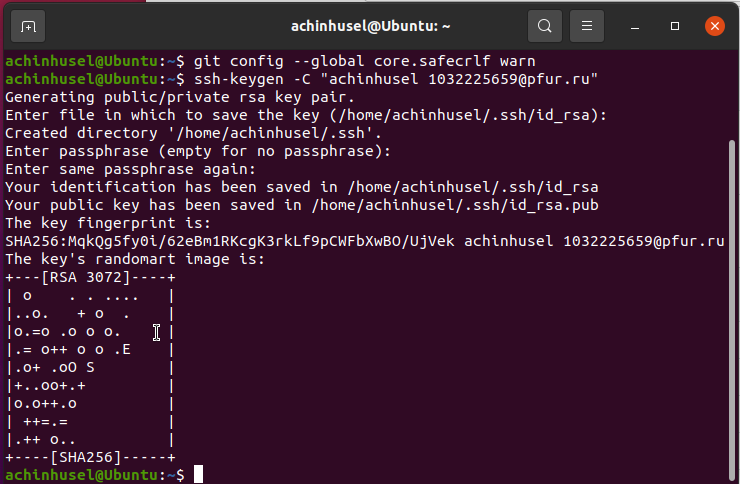 achinhusel@Ubuntu: ~
achinhusel@Ubuntu:~$ git config --global core.safecrlf warn
achinhusel@Ubuntu:~$ ssh-keygen -C "achinhusel 1032225659@pfur.ru"
Generating public/private rsa key pair.
Enter file in which to save the key (/home/achinhusel/.ssh/id_rsa):
Created directory '/home/achinhusel/.ssh'.
Enter passphrase (empty for no passphrase):
Enter same passphrase again:
Your identification has been saved in /home/achinhusel/.ssh/id_rsa
Your public key has been saved in /home/achinhusel/.ssh/id_rsa.pub
The key fingerprint is:
SHA256:MqkQg5fy0i/62eBm1RKcgK3rkLf9pCWFbXwBO/UjVek achinhusel 1032225659@pfur.ru
The key's randomart image is:
+---[RSA 3072]----+
| o    . . ....   |
|..o.   + o  .    |
|o.=o .o o o.     |
|.= o++ o o .E    |
|.o+ .oO S        |
|+..oo+.+         |
|o.o++.o          |
| ++=.=           |
|.++ o..          |
+----[SHA256]-----+
achinhusel@Ubuntu:~$